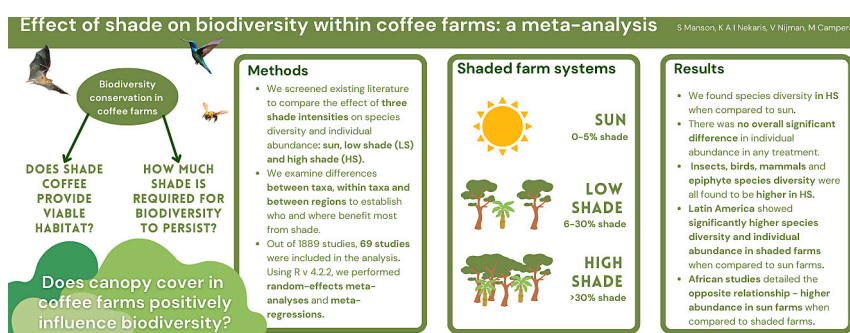 Effect of shade on biodiversity within coffee farms: a meta-analysis
S Manson, K A I Nekaris, V Nijman, M Campera
Biodiversity
conservation in
coffee farms
DOES SHADE
COFFEE
PROVIDE
VIABLE
HABITAT?
HOW MUCH
SHADE IS
REQUIRED FOR
BIODIVERSITY
TO PERSIST?
Does canopy cover in
coffee farms positively
influence biodiversity?
Methods
• We screened existing literature
to compare the effect of three
shade intensities on species
diversity and individual
abundance: sun, low shade (LS)
and high shade (HS).
• We examine differences
between taxa, within taxa and
between regions to establish
who and where benefit most
from shade.
• Out of 1889 studies, 69 studies
were included in the analysis.
Using R v 4.2.2, we performed
random-effects meta-
analyses and meta-
regressions.
Shaded farm systems
SUN
0-5% shade
LOW
SHADE
6-30% shade
HIGH
SHADE
>30% shade
Results
• We found species diversity in HS
when compared to sun.
• There was no overall significant
difference in individual
abundance in any treatment.
• Insects, birds, mammals and
epiphyte species diversity were
all found to be higher in HS.
• Latin America showed
significantly higher species
diversity and individual
abundance in shaded farms
when compared to sun farms.
• African studies detailed the
opposite relationship - higher
abundance in sun farms when
compared to shaded farms.